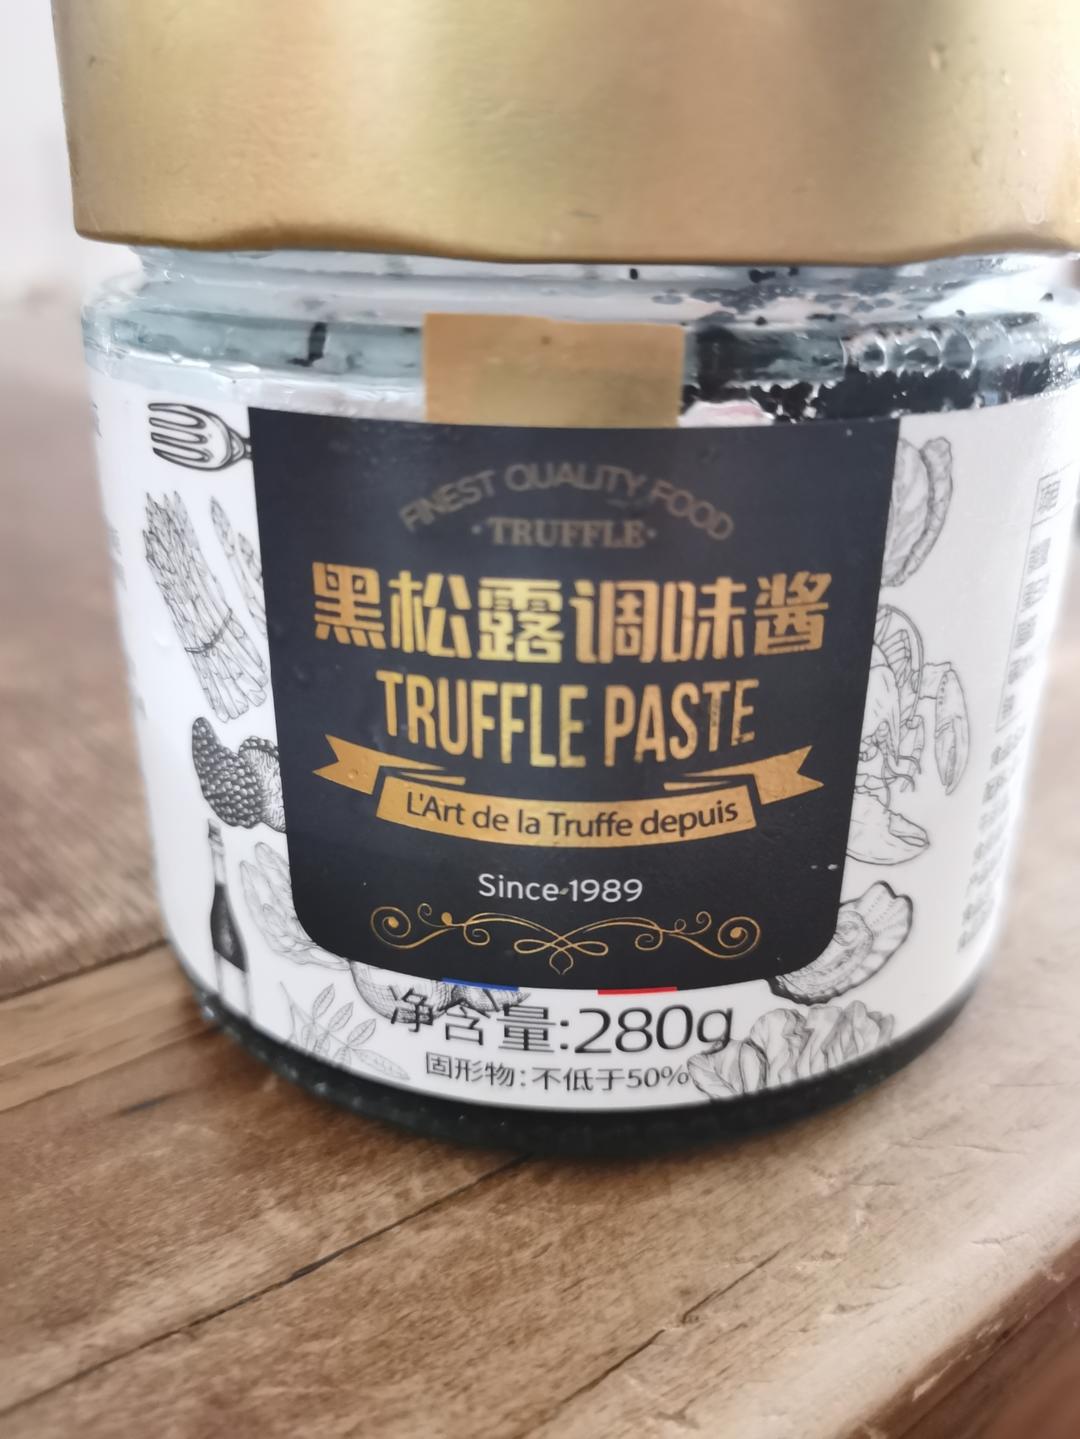 FINEST QUALITY FOOD
·TRUFFLE·
黑松露调味酱
TRUFFLE PASTE
L'Art de la Truffe depuis
Since 1989
净含量:280g
固形物:不低于50%